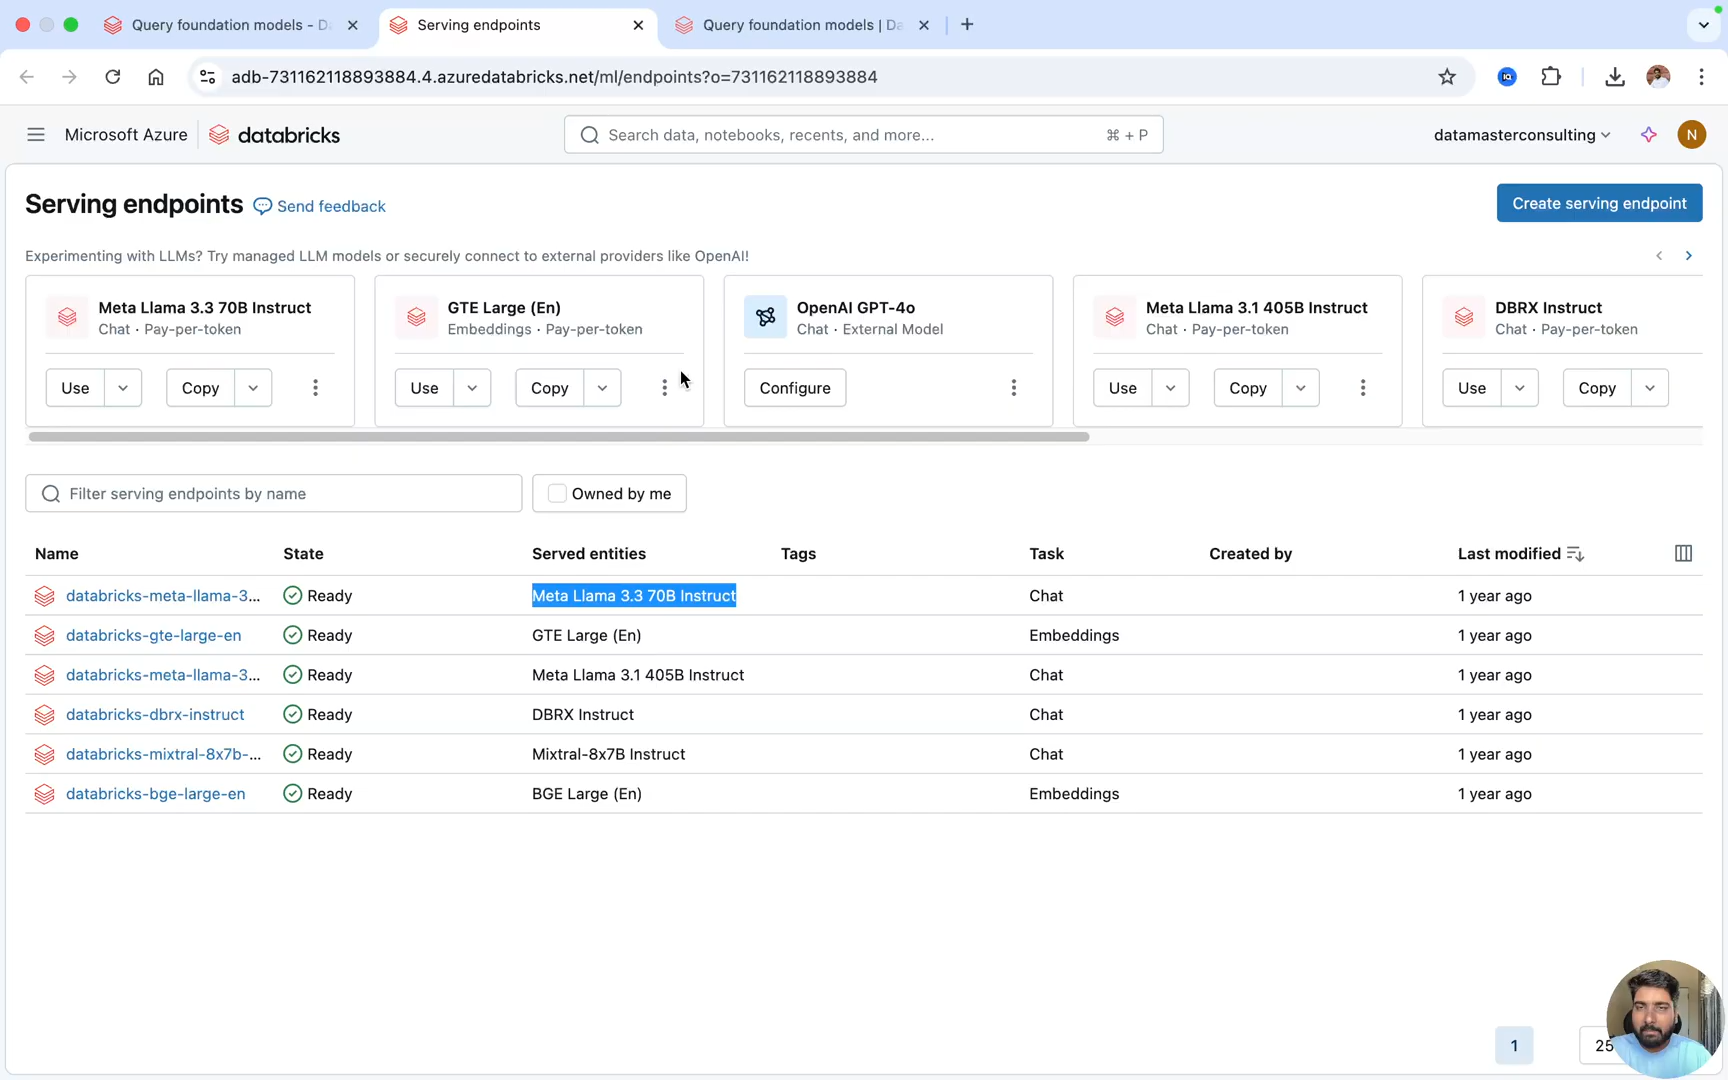 Query foundation models - Da
Serving endpoints
Query foundation models | Da
adb-731162118893884.4.azuredatabricks.net/ml/endpoints?o=731162118893884
Microsoft Azure
databricks
Search data, notebooks, recents, and more...
⌘ + P
datamasterconsulting
N
Serving endpoints
Send feedback
Create serving endpoint
Experimenting with LLMs? Try managed LLM models or securely connect to external providers like OpenAI!
Meta Llama 3.3 70B Instruct
Chat · Pay-per-token
Use
Copy
GTE Large (En)
Embeddings · Pay-per-token
Use
Copy
OpenAI GPT-4o
Chat · External Model
Configure
Meta Llama 3.1 405B Instruct
Chat · Pay-per-token
Use
Copy
DBRX Instruct
Chat · Pay-per-token
Use
Copy
Filter serving endpoints by name
Owned by me
Name State Served entities Tags Task Created by Last modified
databricks-meta-llama-3... Ready Meta Llama 3.3 70B Instruct Chat 1 year ago
databricks-gte-large-en Ready GTE Large (En) Embeddings 1 year ago
databricks-meta-llama-3... Ready Meta Llama 3.1 405B Instruct Chat 1 year ago
databricks-dbrx-instruct Ready DBRX Instruct Chat 1 year ago
databricks-mixtral-8x7b-... Ready Mixtral-8x7B Instruct Chat 1 year ago
databricks-bge-large-en Ready BGE Large (En) Embeddings 1 year ago
1
25